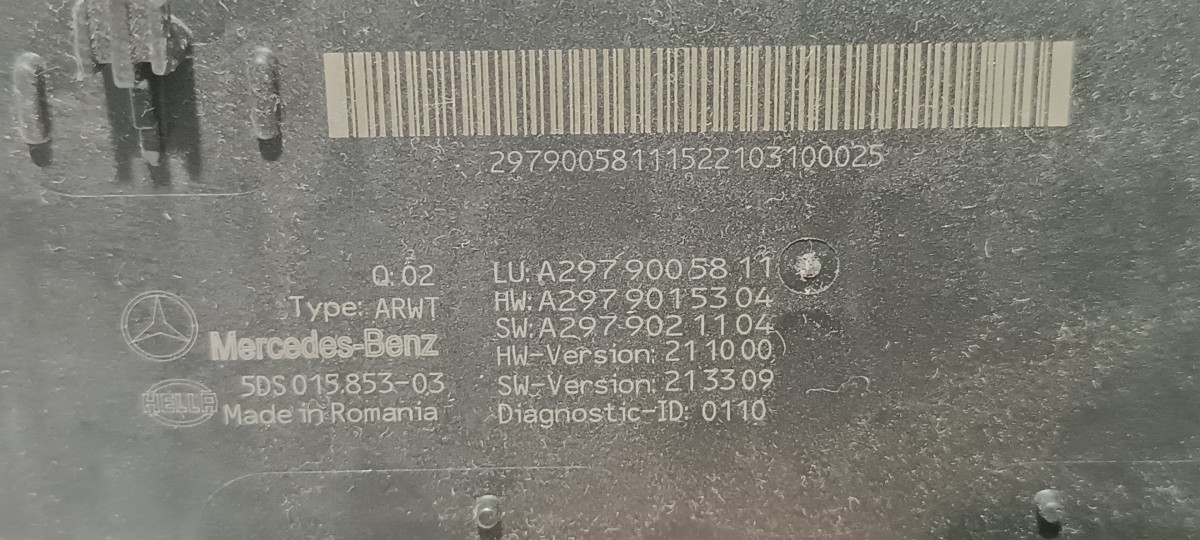 29790058111522103100025
Q: 02
Type: ARWT
Mercedes-Benz
HELLA
5DS 015.853-03
Made in Romania
LU: A297 900 58 11
HW: A297 901 53 04
SW: A297 902 11 04
HW-Version: 21 10 00
SW-Version: 21 33 09
Diagnostic-ID: 0110